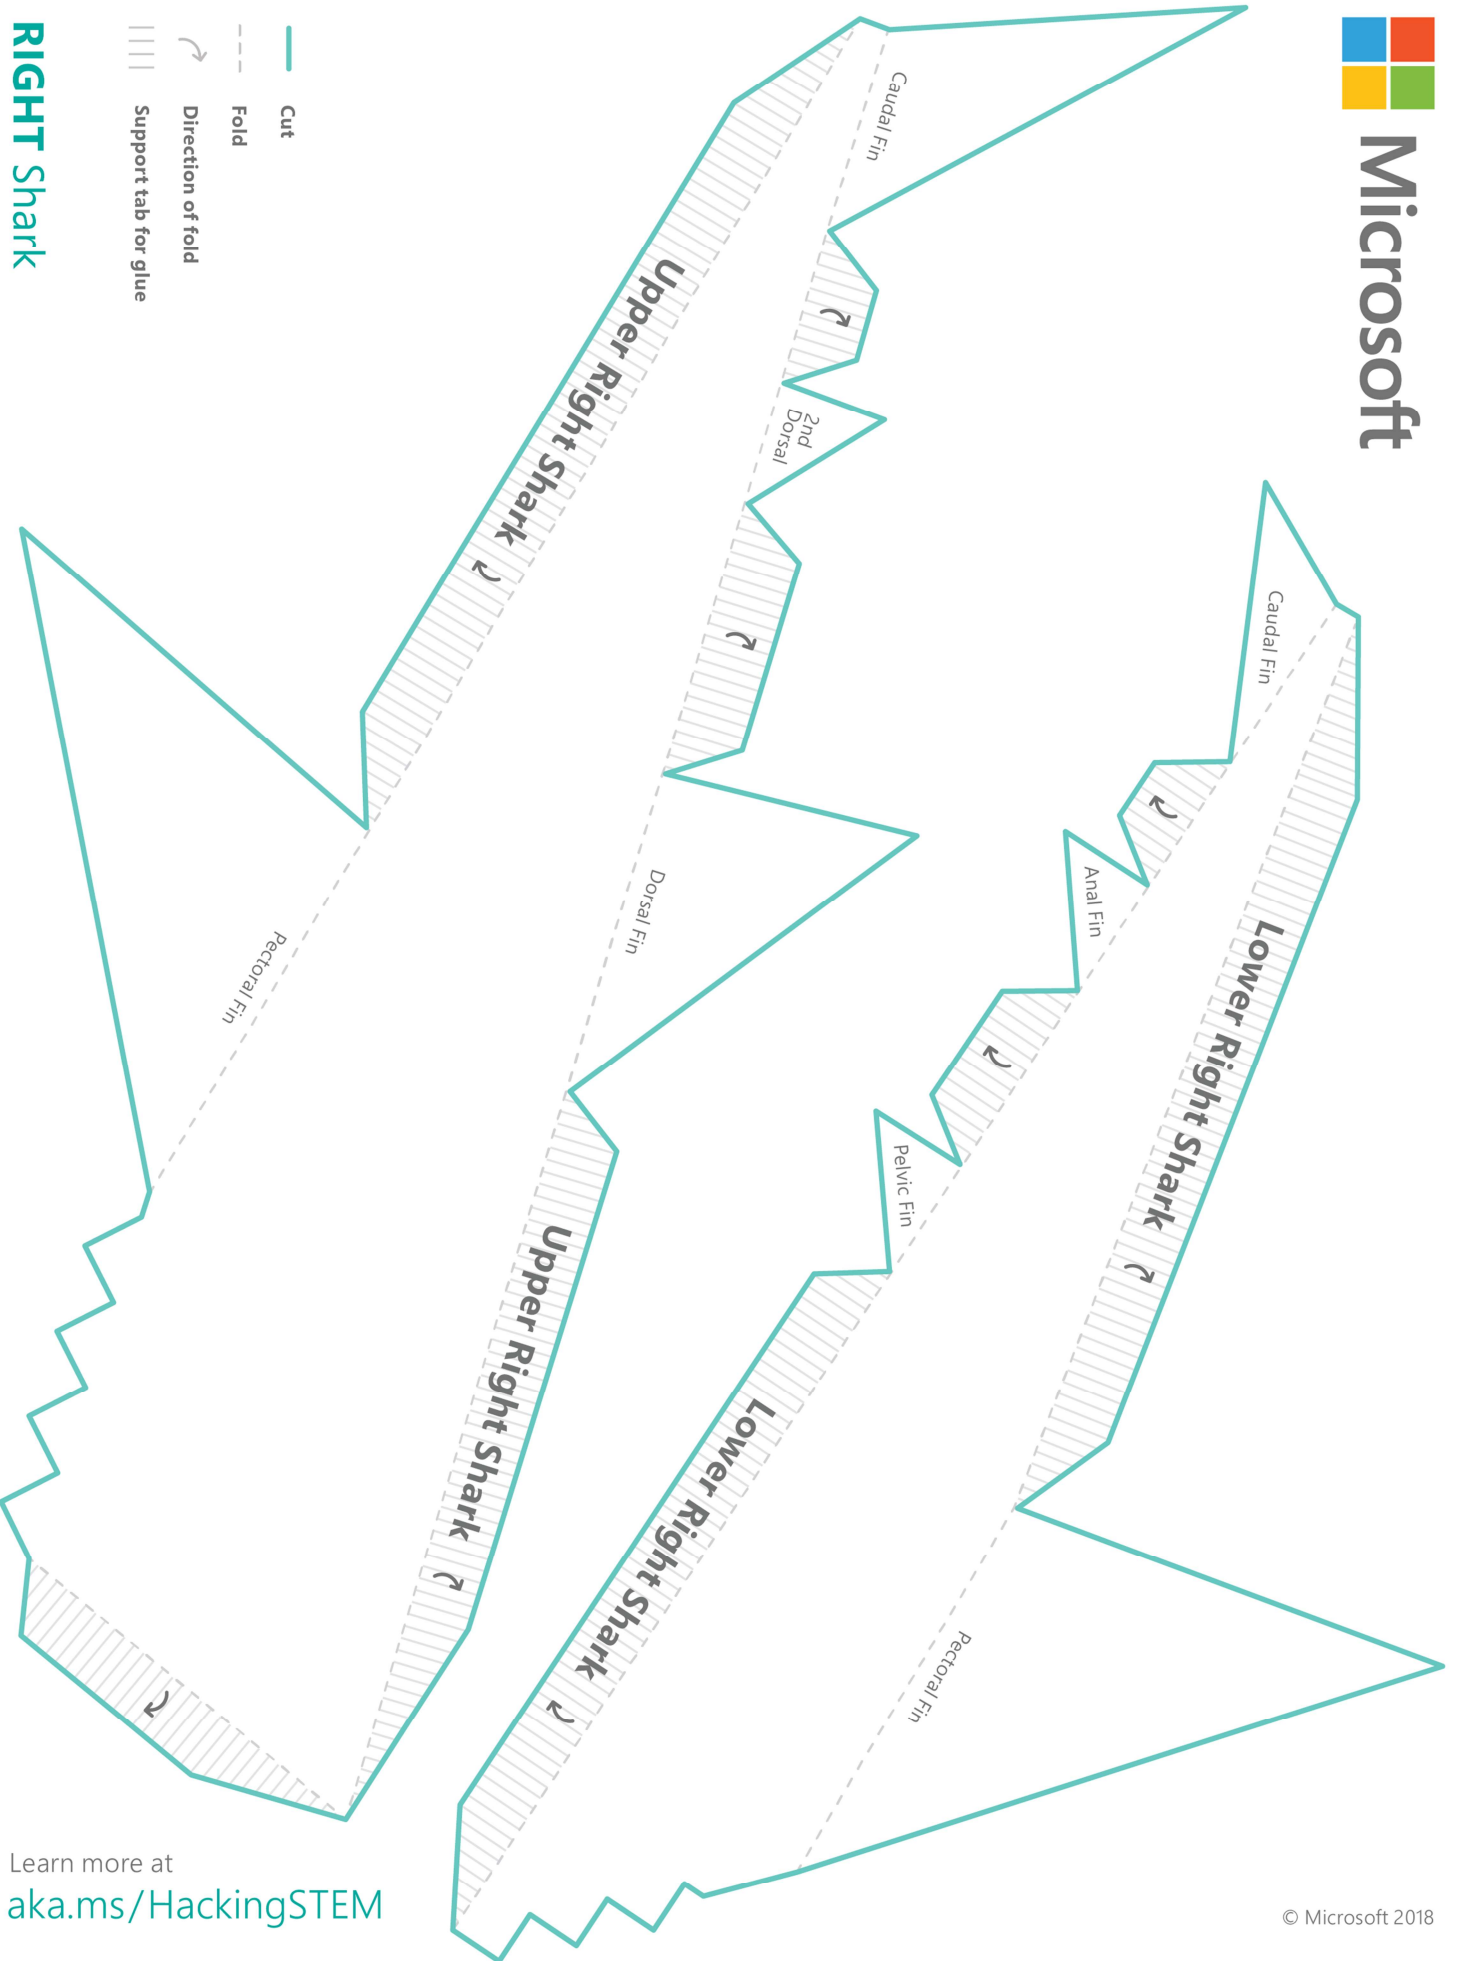 Microsoft
RIGHT Shark
Cut
Fold
Direction of fold
Support tab for glue
Caudal Fin
2nd
Dorsal
Dorsal Fin
Pectoral Fin
Upper Right Shark
Upper Right Shark
Caudal Fin
Anal Fin
Pelvic Fin
Pectoral Fin
Lower Right Shark
Lower Right Shark
Learn more at
aka.ms/HackingSTEM
© Microsoft 2018